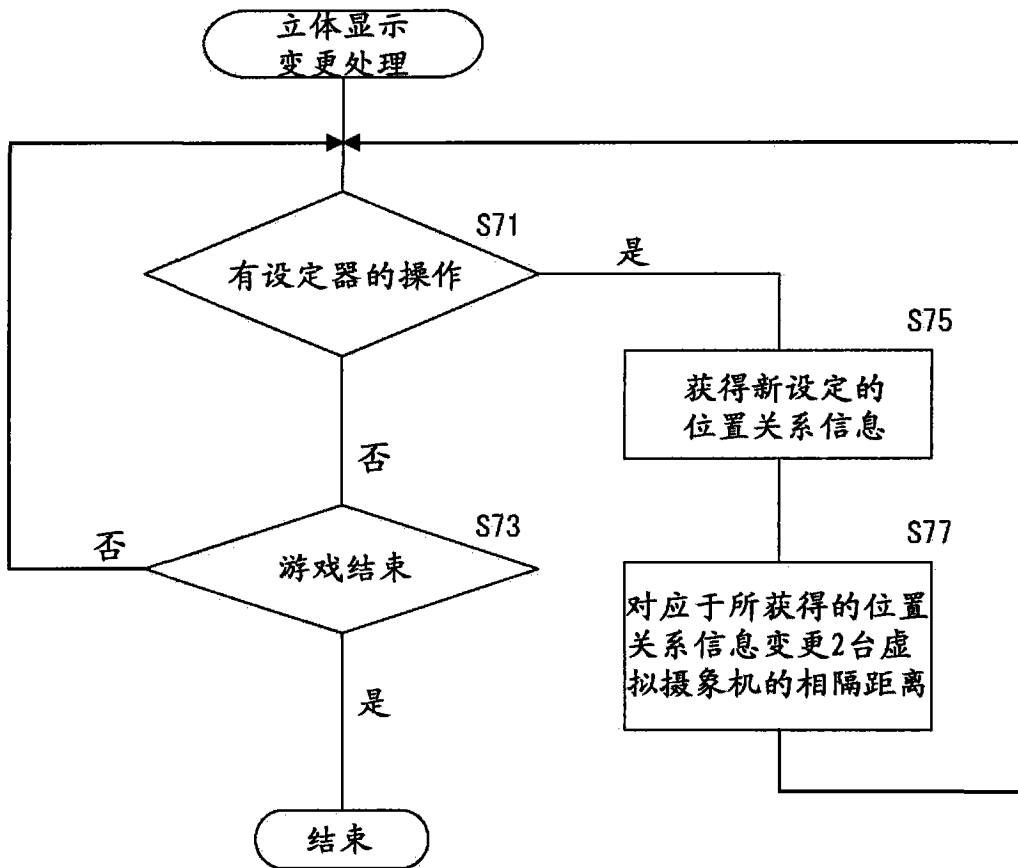 立体显示
变更处理
S71
有设定器的操作
是
S75
获得新设定的
位置关系信息
否
S73
游戏结束
否
S77
对应于所获得的位置
关系信息变更2台虚
拟摄象机的相隔距离
是
结束